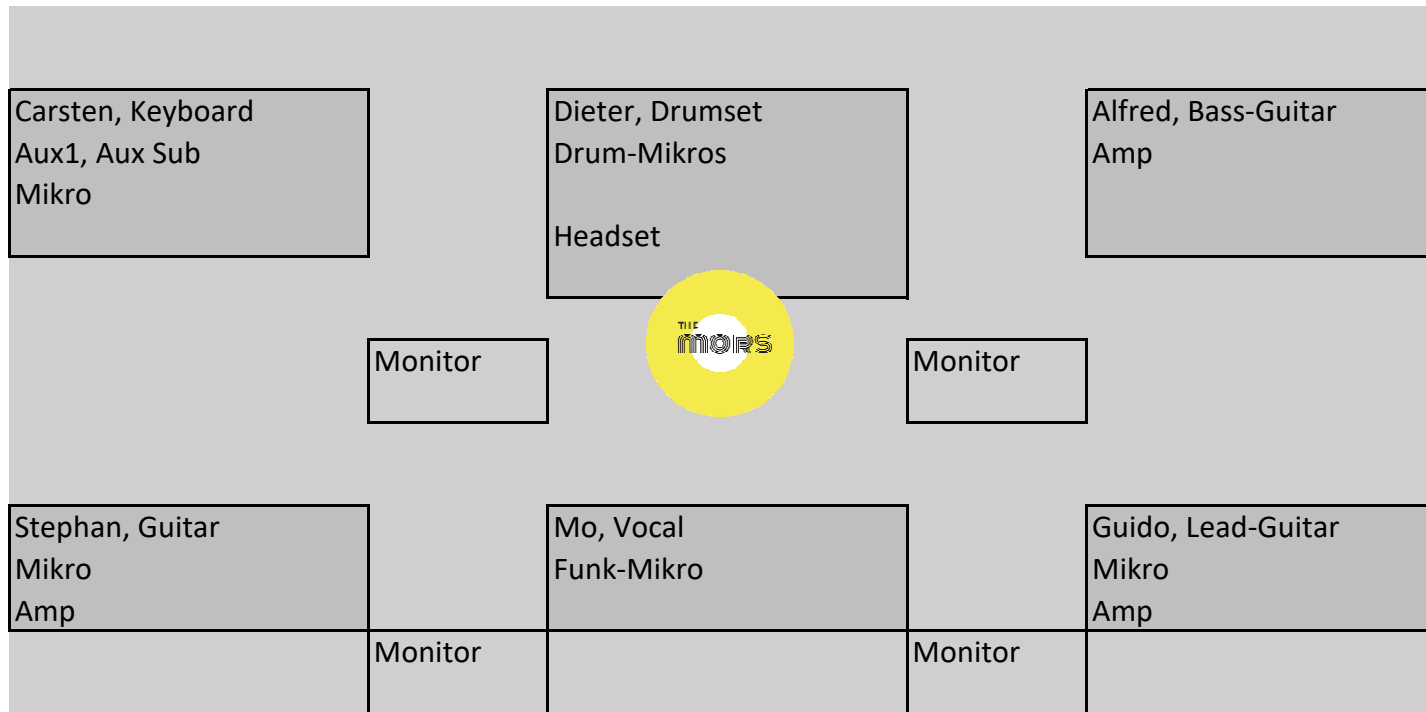 Carsten, Keyboard
Aux1, Aux Sub
Mikro
Dieter, Drumset
Drum-Mikros
Headset
Alfred, Bass-Guitar
Amp
THE
MORS
Monitor
Monitor
Stephan, Guitar
Mikro
Amp
Mo, Vocal
Funk-Mikro
Guido, Lead-Guitar
Mikro
Amp
Monitor
Monitor